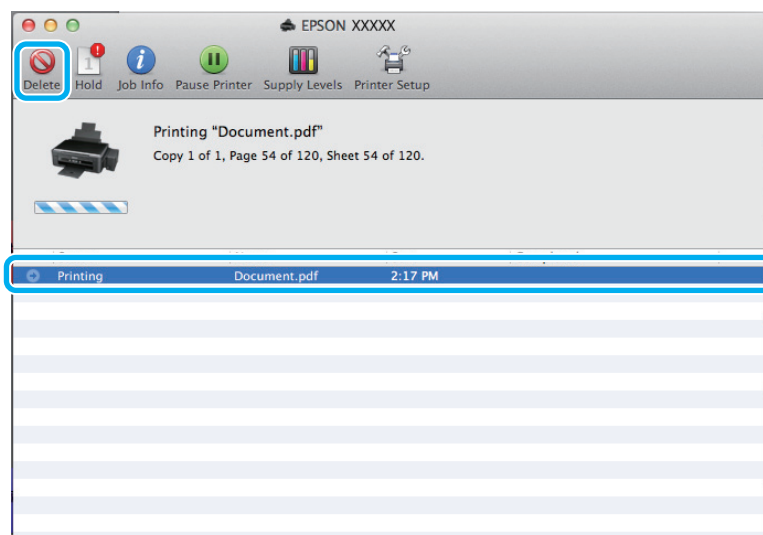 EPSON XXXXX
1
Delete Hold Job Info Pause Printer Supply Levels Printer Setup
Printing “Document.pdf”
Copy 1 of 1, Page 54 of 120, Sheet 54 of 120.
Printing Document.pdf 2:17 PM